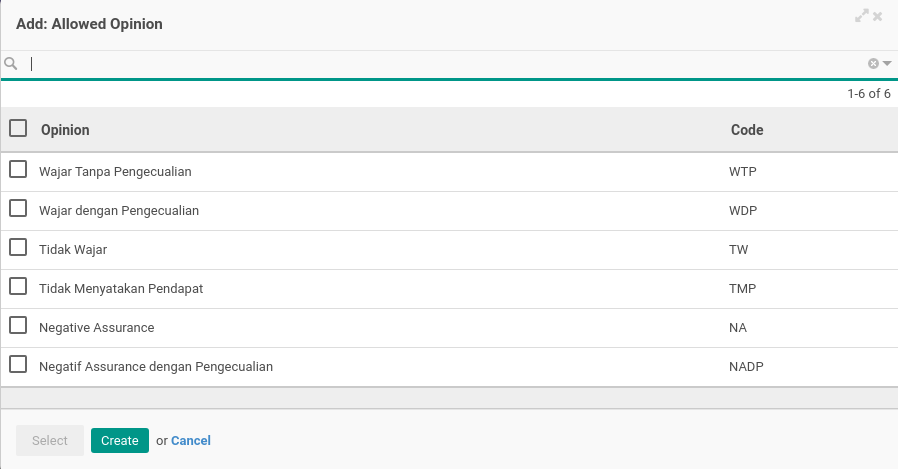 Add: Allowed Opinion
1-6 of 6
Opinion Code
Wajar Tanpa Pengecualian WTP
Wajar dengan Pengecualian WDP
Tidak Wajar TW
Tidak Menyatakan Pendapat TMP
Negative Assurance NA
Negatif Assurance dengan Pengecualian NADP
Select Create or Cancel